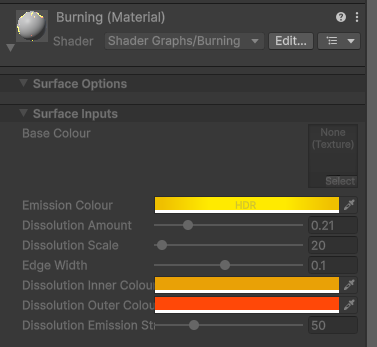 Burning (Material)
Shader Shader Graphs/Burning Edit...
Surface Options
Surface Inputs
Base Colour
None
(Texture)
Select
Emission Colour HDR
Dissolution Amount 0.21
Dissolution Scale 20
Edge Width 0.1
Dissolution Inner Colou
Dissolution Outer Colou
Dissolution Emission Str 50